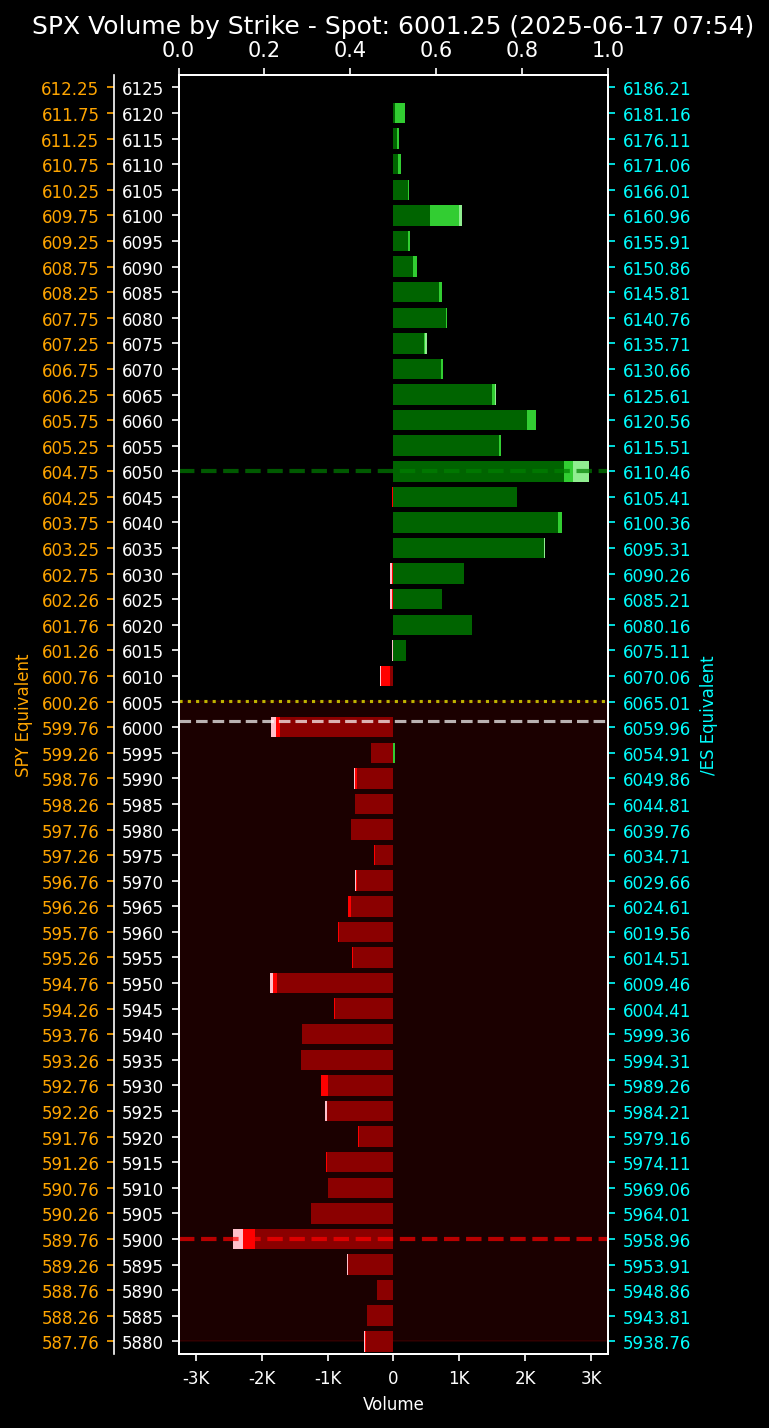 SPX Volume by Strike - Spot: 6001.25 (2025-06-17 07:54)
0.0 0.2 0.4 0.6 0.8 1.0
612.25 6125 6186.21
611.75 6120 6181.16
611.25 6115 6176.11
610.75 6110 6171.06
610.25 6105 6166.01
609.75 6100 6160.96
609.25 6095 6155.91
608.75 6090 6150.86
608.25 6085 6145.81
607.75 6080 6140.76
607.25 6075 6135.71
606.75 6070 6130.66
606.25 6065 6125.61
605.75 6060 6120.56
605.25 6055 6115.51
604.75 6050 6110.46
604.25 6045 6105.41
603.75 6040 6100.36
603.25 6035 6095.31
602.75 6030 6090.26
602.26 6025 6085.21
601.76 6020 6080.16
601.26 6015 6075.11
600.76 6010 6070.06
600.26 6005 6065.01
599.76 6000 6059.96
599.26 5995 6054.91
598.76 5990 6049.86
598.26 5985 6044.81
597.76 5980 6039.76
597.26 5975 6034.71
596.76 5970 6029.66
596.26 5965 6024.61
595.76 5960 6019.56
595.26 5955 6014.51
594.76 5950 6009.46
594.26 5945 6004.41
593.76 5940 5999.36
593.26 5935 5994.31
592.76 5930 5989.26
592.26 5925 5984.21
591.76 5920 5979.16
591.26 5915 5974.11
590.76 5910 5969.06
590.26 5905 5964.01
589.76 5900 5958.96
589.26 5895 5953.91
588.76 5890 5948.86
588.26 5885 5943.81
587.76 5880 5938.76
SPY Equivalent
/ES Equivalent
-3K -2K -1K 0 1K 2K 3K
Volume